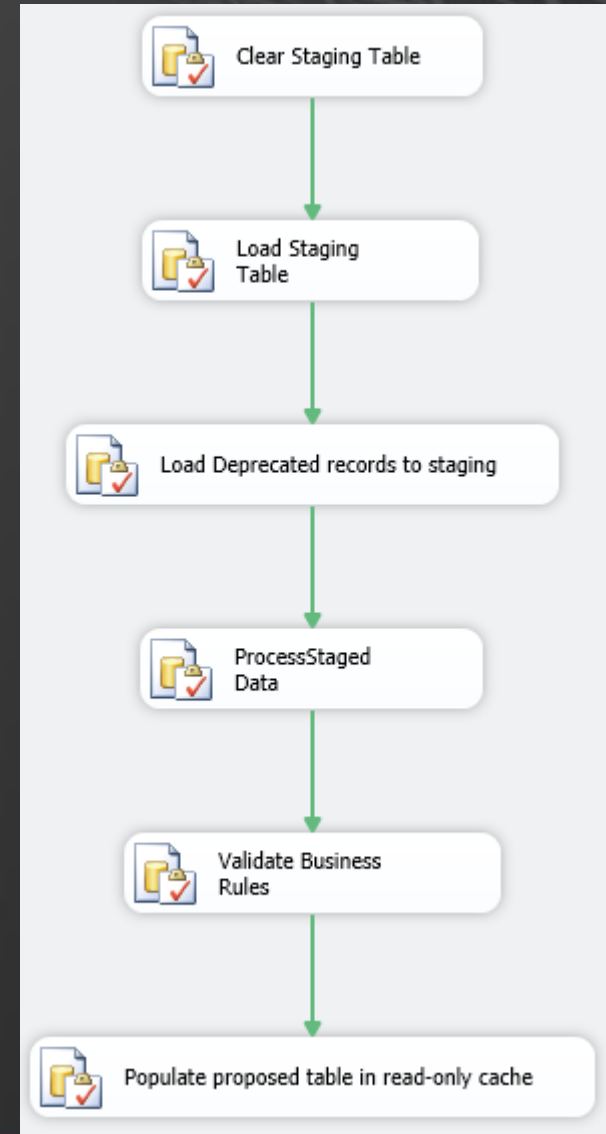 Clear Staging Table
Load Staging
Table
Load Deprecated records to staging
ProcessStaged
Data
Validate Business
Rules
Populate proposed table in read-only cache